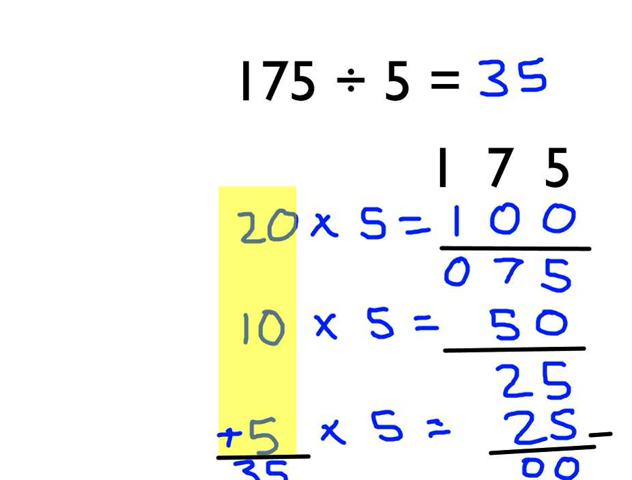 175 ÷ 5 = 35
1 7 5
20 × 5 = 1 0 0
0 7 5
10 × 5 = 5 0
2 5
+5 × 5 = 2 5 –
35 0 0